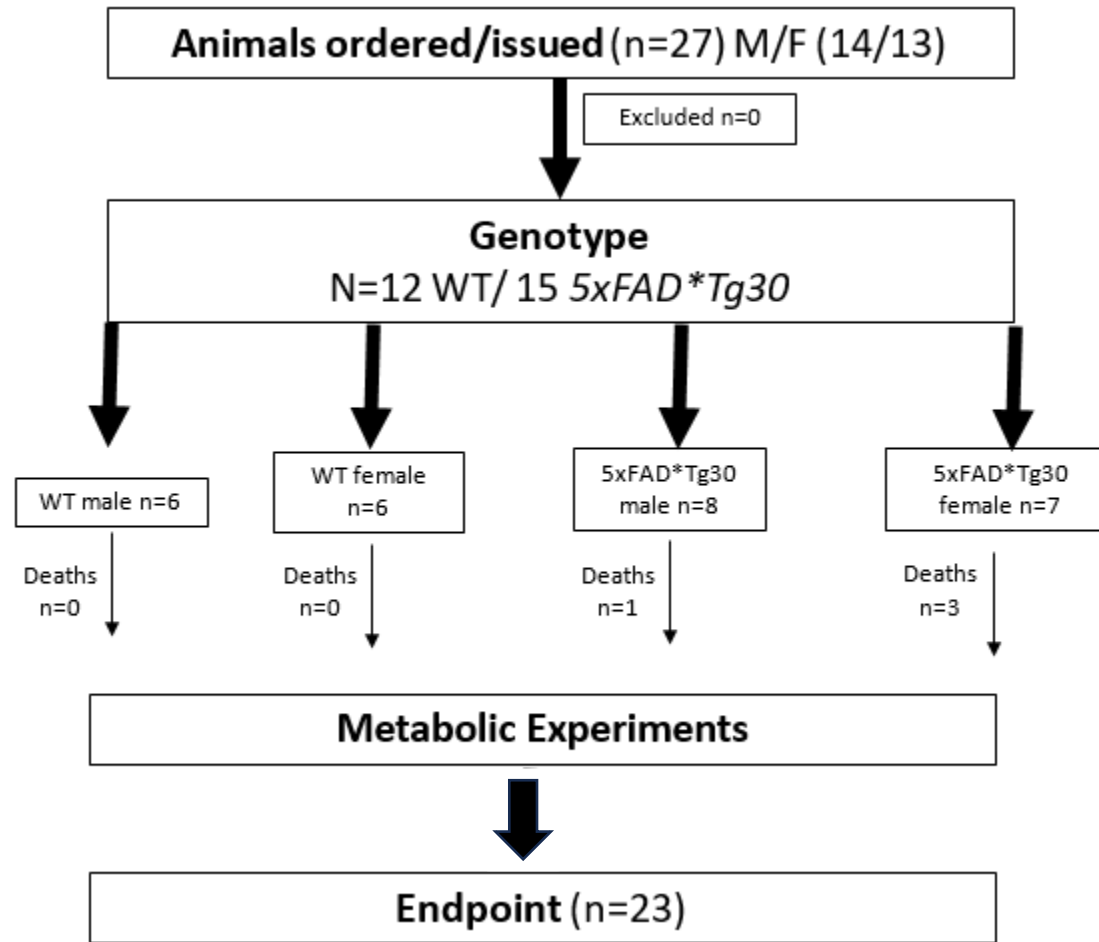 Animals ordered/issued (n=27) M/F (14/13)
Excluded n=0
Genotype
N=12 WT/ 15 5xFAD*Tg30
WT male n=6
WT female
n=6
5xFAD*Tg30
male n=8
5xFAD*Tg30
female n=7
Deaths
n=0
Deaths
n=0
Deaths
n=1
Deaths
n=3
Metabolic Experiments
Endpoint (n=23)